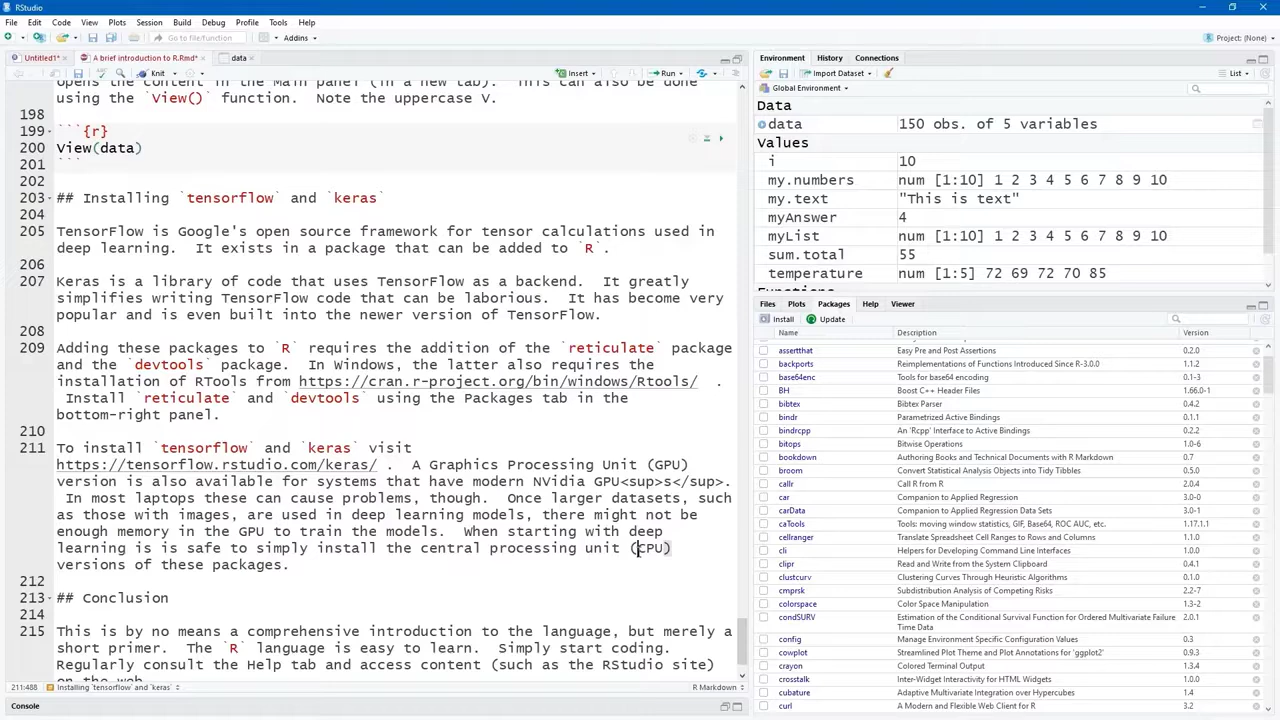 RStudio
File Edit Code View Plots Session Build Debug Profile Tools Help
Go to file/function
Addins
Project: (None)
Untitled1*
A brief introduction to R.Rmd*
data
Knit
Insert
Run
opens the content in the Main panel (in a new tab). This can also be done
using the `View()` function. Note the uppercase V.
198
199 ```{r}
200 View(data)
201 ```
202
203 ## Installing `tensorflow` and `keras`
204
205 TensorFlow is Google's open source framework for tensor calculations used in
deep learning. It exists in a package that can be added to `R`.
206
207 Keras is a library of code that uses TensorFlow as a backend. It greatly
simplifies writing TensorFlow code that can be laborious. It has become very
popular and is even built into the newer version of TensorFlow.
208
209 Adding these packages to `R` requires the addition of the `reticulate` package
and the `devtools` package. In Windows, the latter also requires the
installation of RTools from https://cran.r-project.org/bin/windows/Rtools/ .
Install `reticulate` and `devtools` using the Packages tab in the
bottom-right panel.
210
211 To install `tensorflow` and `keras` visit
https://tensorflow.rstudio.com/keras/ . A Graphics Processing Unit (GPU)
version is also available for systems that have modern NVidia GPU<sup>s</sup>.
In most laptops these can cause problems, though. Once larger datasets, such
as those with images, are used in deep learning models, there might not be
enough memory in the GPU to train the models. When starting with deep
learning is is safe to simply install the central processing unit (CPU)
versions of these packages.
212
213 ## Conclusion
214
215 This is by no means a comprehensive introduction to the language, but merely a
short primer. The `R` language is easy to learn. Simply start coding.
Regularly consult the Help tab and access content (such as the RStudio site)
on the web.
211:488 Installing `tensorflow` and `keras` R Markdown
Console
Environment History Connections
Import Dataset
List
Global Environment
Data
data 150 obs. of 5 variables
Values
i 10
my.numbers num [1:10] 1 2 3 4 5 6 7 8 9 10
my.text "This is text"
myAnswer 4
myList num [1:10] 1 2 3 4 5 6 7 8 9 10
sum.total 55
temperature num [1:5] 72 69 72 70 85
Functions
Files Plots Packages Help Viewer
Install Update
Name Description Version
assertthat Easy Pre and Post Assertions 0.2.0
backports Reimplementations of Functions Introduced Since R-3.0.0 1.1.2
base64enc Tools for base64 encoding 0.1-3
BH Boost C++ Header Files 1.66.0-1
bibtex Bibtex Parser 0.4.2
bindr Parametrized Active Bindings 0.1.1
bindrcpp An 'Rcpp' Interface to Active Bindings 0.2.2
bitops Bitwise Operations 1.0-6
bookdown Authoring Books and Technical Documents with R Markdown 0.7
broom Convert Statistical Analysis Objects into Tidy Tibbles 0.5.0
callr Call R from R 2.0.4
car Companion to Applied Regression 3.0-0
carData Companion to Applied Regression Data Sets 3.0-1
caTools Tools: moving window statistics, GIF, Base64, ROC AUC, etc. 1.17.1.1
cellranger Translate Spreadsheet Cell Ranges to Rows and Columns 1.1.0
cli Helpers for Developing Command Line Interfaces 1.0.0
clipr Read and Write from the System Clipboard 0.4.1
clustcurv Clustering Curves Through Heuristic Algorithms 0.1.0
cmprsk Subdistribution Analysis of Competing Risks 2.2-7
colorspace Color Space Manipulation 1.3-2
condSURV Estimation of the Conditional Survival Function for Ordered Multivariate Failure 2.0.1
Time Data
config Manage Environment Specific Configuration Values 0.3
cowplot Streamlined Plot Theme and Plot Annotations for 'ggplot2' 0.9.3
crayon Colored Terminal Output 1.3.4
crosstalk Inter-Widget Interactivity for HTML Widgets 1.0.0
cubature Adaptive Multivariate Integration over Hypercubes 1.4
curl A Modern and Flexible Web Client for R 3.2